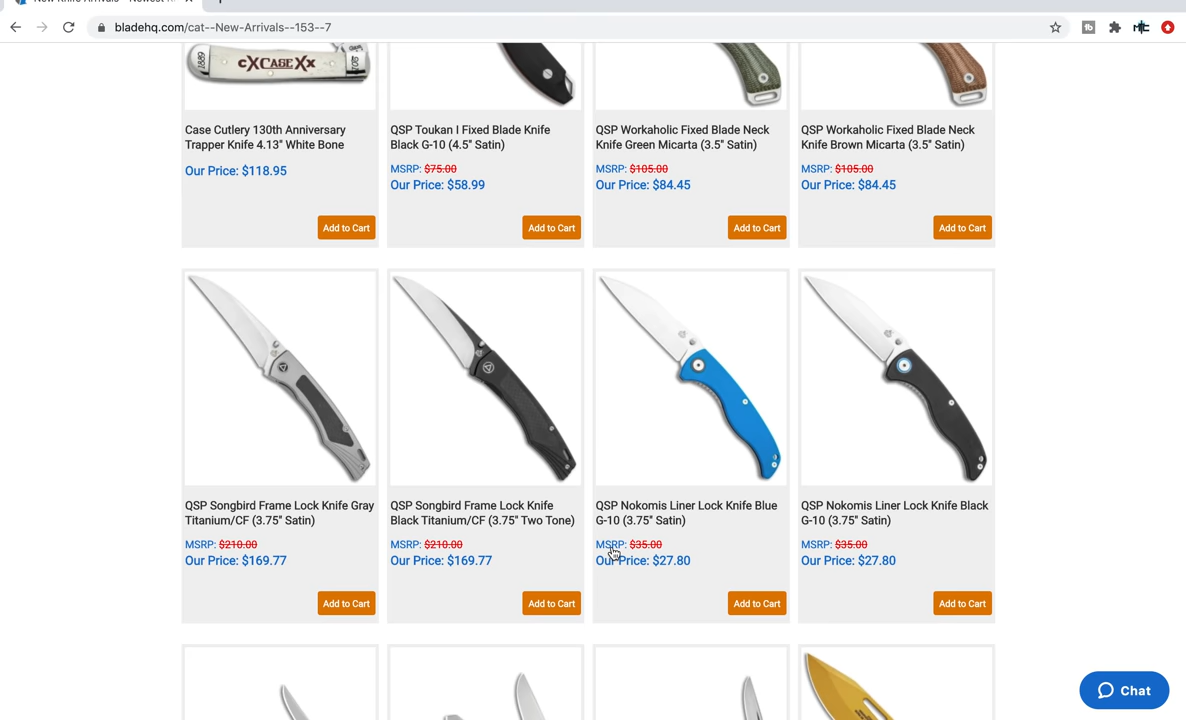 bladehq.com/cat--New-Arrivals--153--7
1889
CXCASEXX
Case Cutlery 130th Anniversary
Trapper Knife 4.13" White Bone
Our Price: $118.95
Add to Cart
QSP Toukan I Fixed Blade Knife
Black G-10 (4.5" Satin)
MSRP: $75.00
Our Price: $58.99
Add to Cart
QSP Workaholic Fixed Blade Neck
Knife Green Micarta (3.5" Satin)
MSRP: $105.00
Our Price: $84.45
Add to Cart
QSP Workaholic Fixed Blade Neck
Knife Brown Micarta (3.5" Satin)
MSRP: $105.00
Our Price: $84.45
Add to Cart
QSP Songbird Frame Lock Knife Gray
Titanium/CF (3.75" Satin)
MSRP: $210.00
Our Price: $169.77
Add to Cart
QSP Songbird Frame Lock Knife
Black Titanium/CF (3.75" Two Tone)
MSRP: $210.00
Our Price: $169.77
Add to Cart
QSP Nokomis Liner Lock Knife Blue
G-10 (3.75" Satin)
MSRP: $35.00
Our Price: $27.80
Add to Cart
QSP Nokomis Liner Lock Knife Black
G-10 (3.75" Satin)
MSRP: $35.00
Our Price: $27.80
Add to Cart
Chat